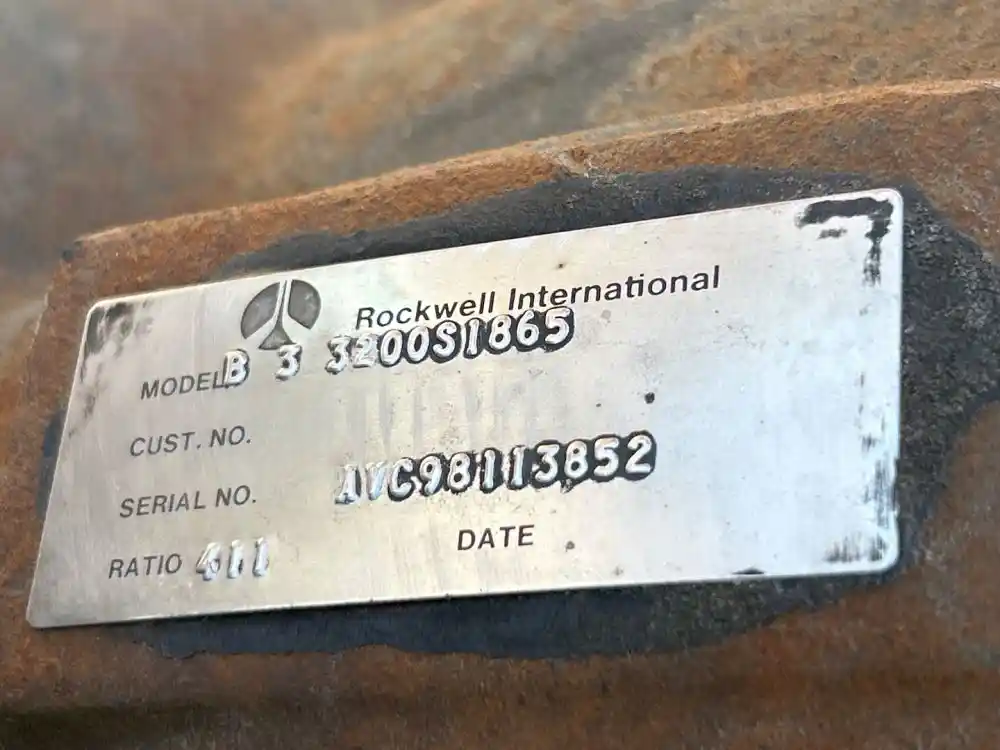 Rockwell International
MODEL B 3 3200S1865
CUST. NO.
SERIAL NO. AVC98113852
RATIO 411 DATE